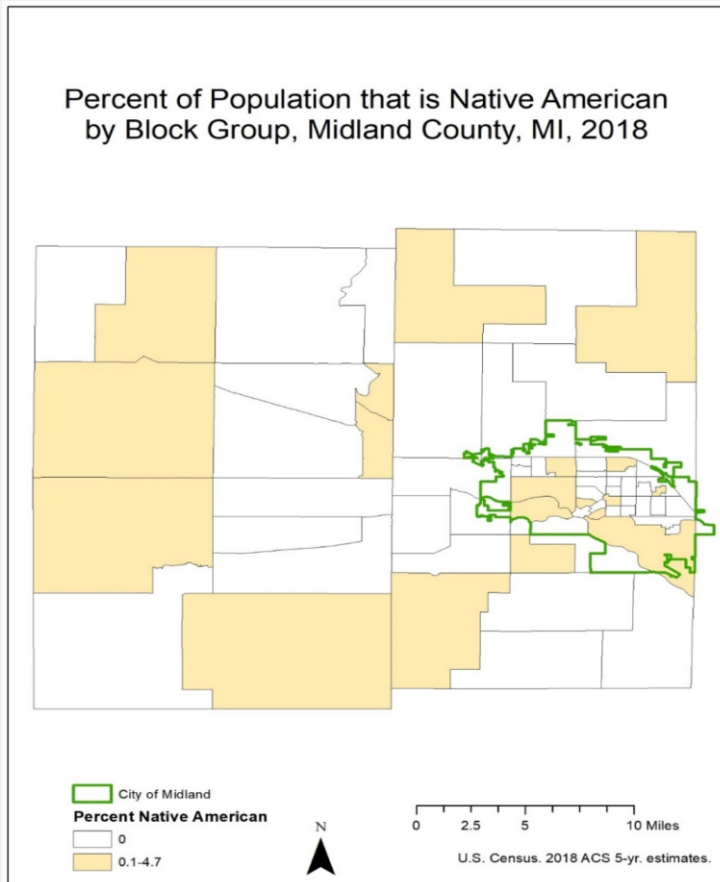 Percent of Population that is Native American
by Block Group, Midland County, MI, 2018
City of Midland
Percent Native American
0
0.1-4.7
N
0 2.5 5 10 Miles
U.S. Census. 2018 ACS 5-yr. estimates.